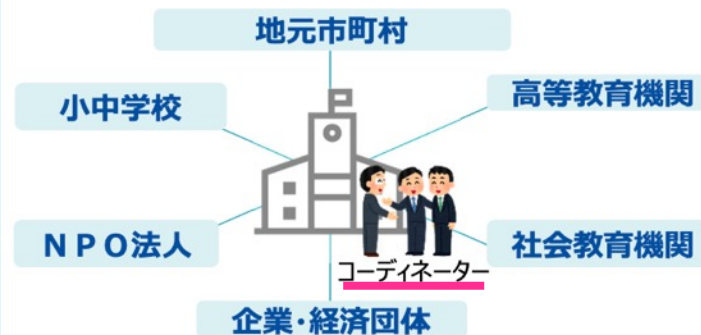 地元市町村
小中学校
高等教育機関
NPO法人
社会教育機関
コーディネーター
企業・経済団体